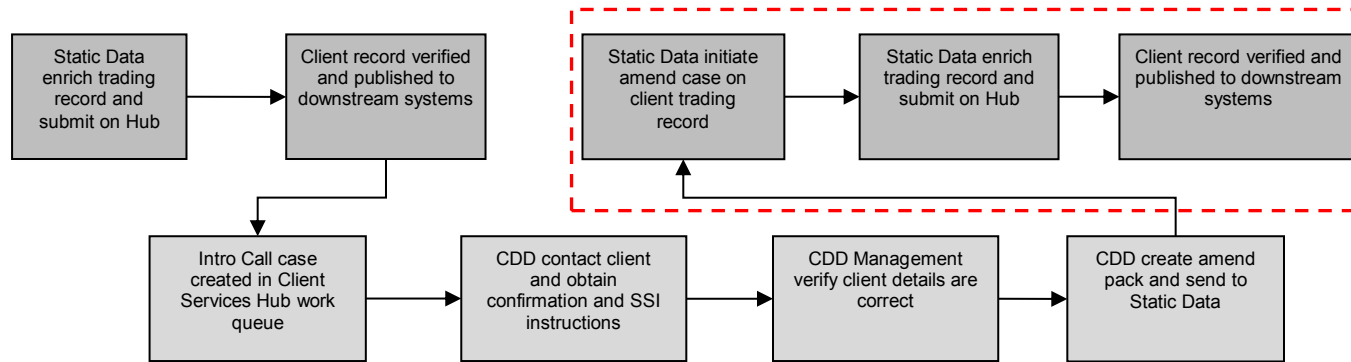 Static Data
enrich trading
record and
submit on Hub
Client record verified
and published to
downstream systems
Static Data initiate
amend case on
client trading
record
Static Data enrich
trading record and
submit on Hub
Client record verified and
published to downstream
systems
Intro Call case
created in Client
Services Hub work
queue
CDD contact client
and obtain
confirmation and SSI
instructions
CDD Management
verify client details are
correct
CDD create amend
pack and send to
Static Data